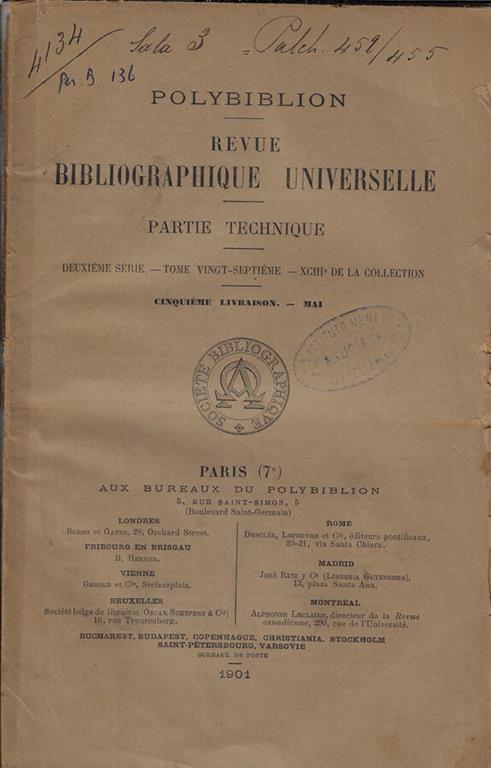 4134
Sala 3 = Palch. 452/455
Per. B 136
POLYBIBLION
REVUE
BIBLIOGRAPHIQUE UNIVERSELLE
PARTIE TECHNIQUE
DEUXIÈME SÉRIE. — TOME VINGT-SEPTIÈME. — XCIIIe DE LA COLLECTION
CINQUIÈME LIVRAISON. — MAI
ISTITUTO VENETO
SOCIÉTÉ BIBLIOGRAPHIQUE
ΑΩ
PARIS (7e)
AUX BUREAUX DU POLYBIBLION
5, RUE SAINT-SIMON, 5
(Boulevard Saint-Germain)
LONDRES
BURNS et OATES, 28, Orchard Street.
FRIBOURG EN BRISGAU
B. HERDER.
VIENNE
GEROLD et Cie, Stefansplatz.
BRUXELLES
Société belge de librairie (OSCAR SCHEPENS & Cie)
16, rue Treurenberg.
ROME
DESCLÉE, LEFEBVRE et Cie, éditeurs pontificaux,
20-21, via Santa Chiara.
MADRID
JOSÉ RUIZ y Ca (LIBRERIA GUTENBERG),
13, plaza Santa Ana.
MONTRÉAL
ALPHONSE LECLAIRE, directeur de la Revue
canadienne, 290, rue de l'Université.
BUCHAREST, BUDAPEST, COPENHAGUE, CHRISTIANIA, STOCKHOLM
SAINT-PÉTERSBOURG, VARSOVIE
BUREAUX DE POSTE
1901